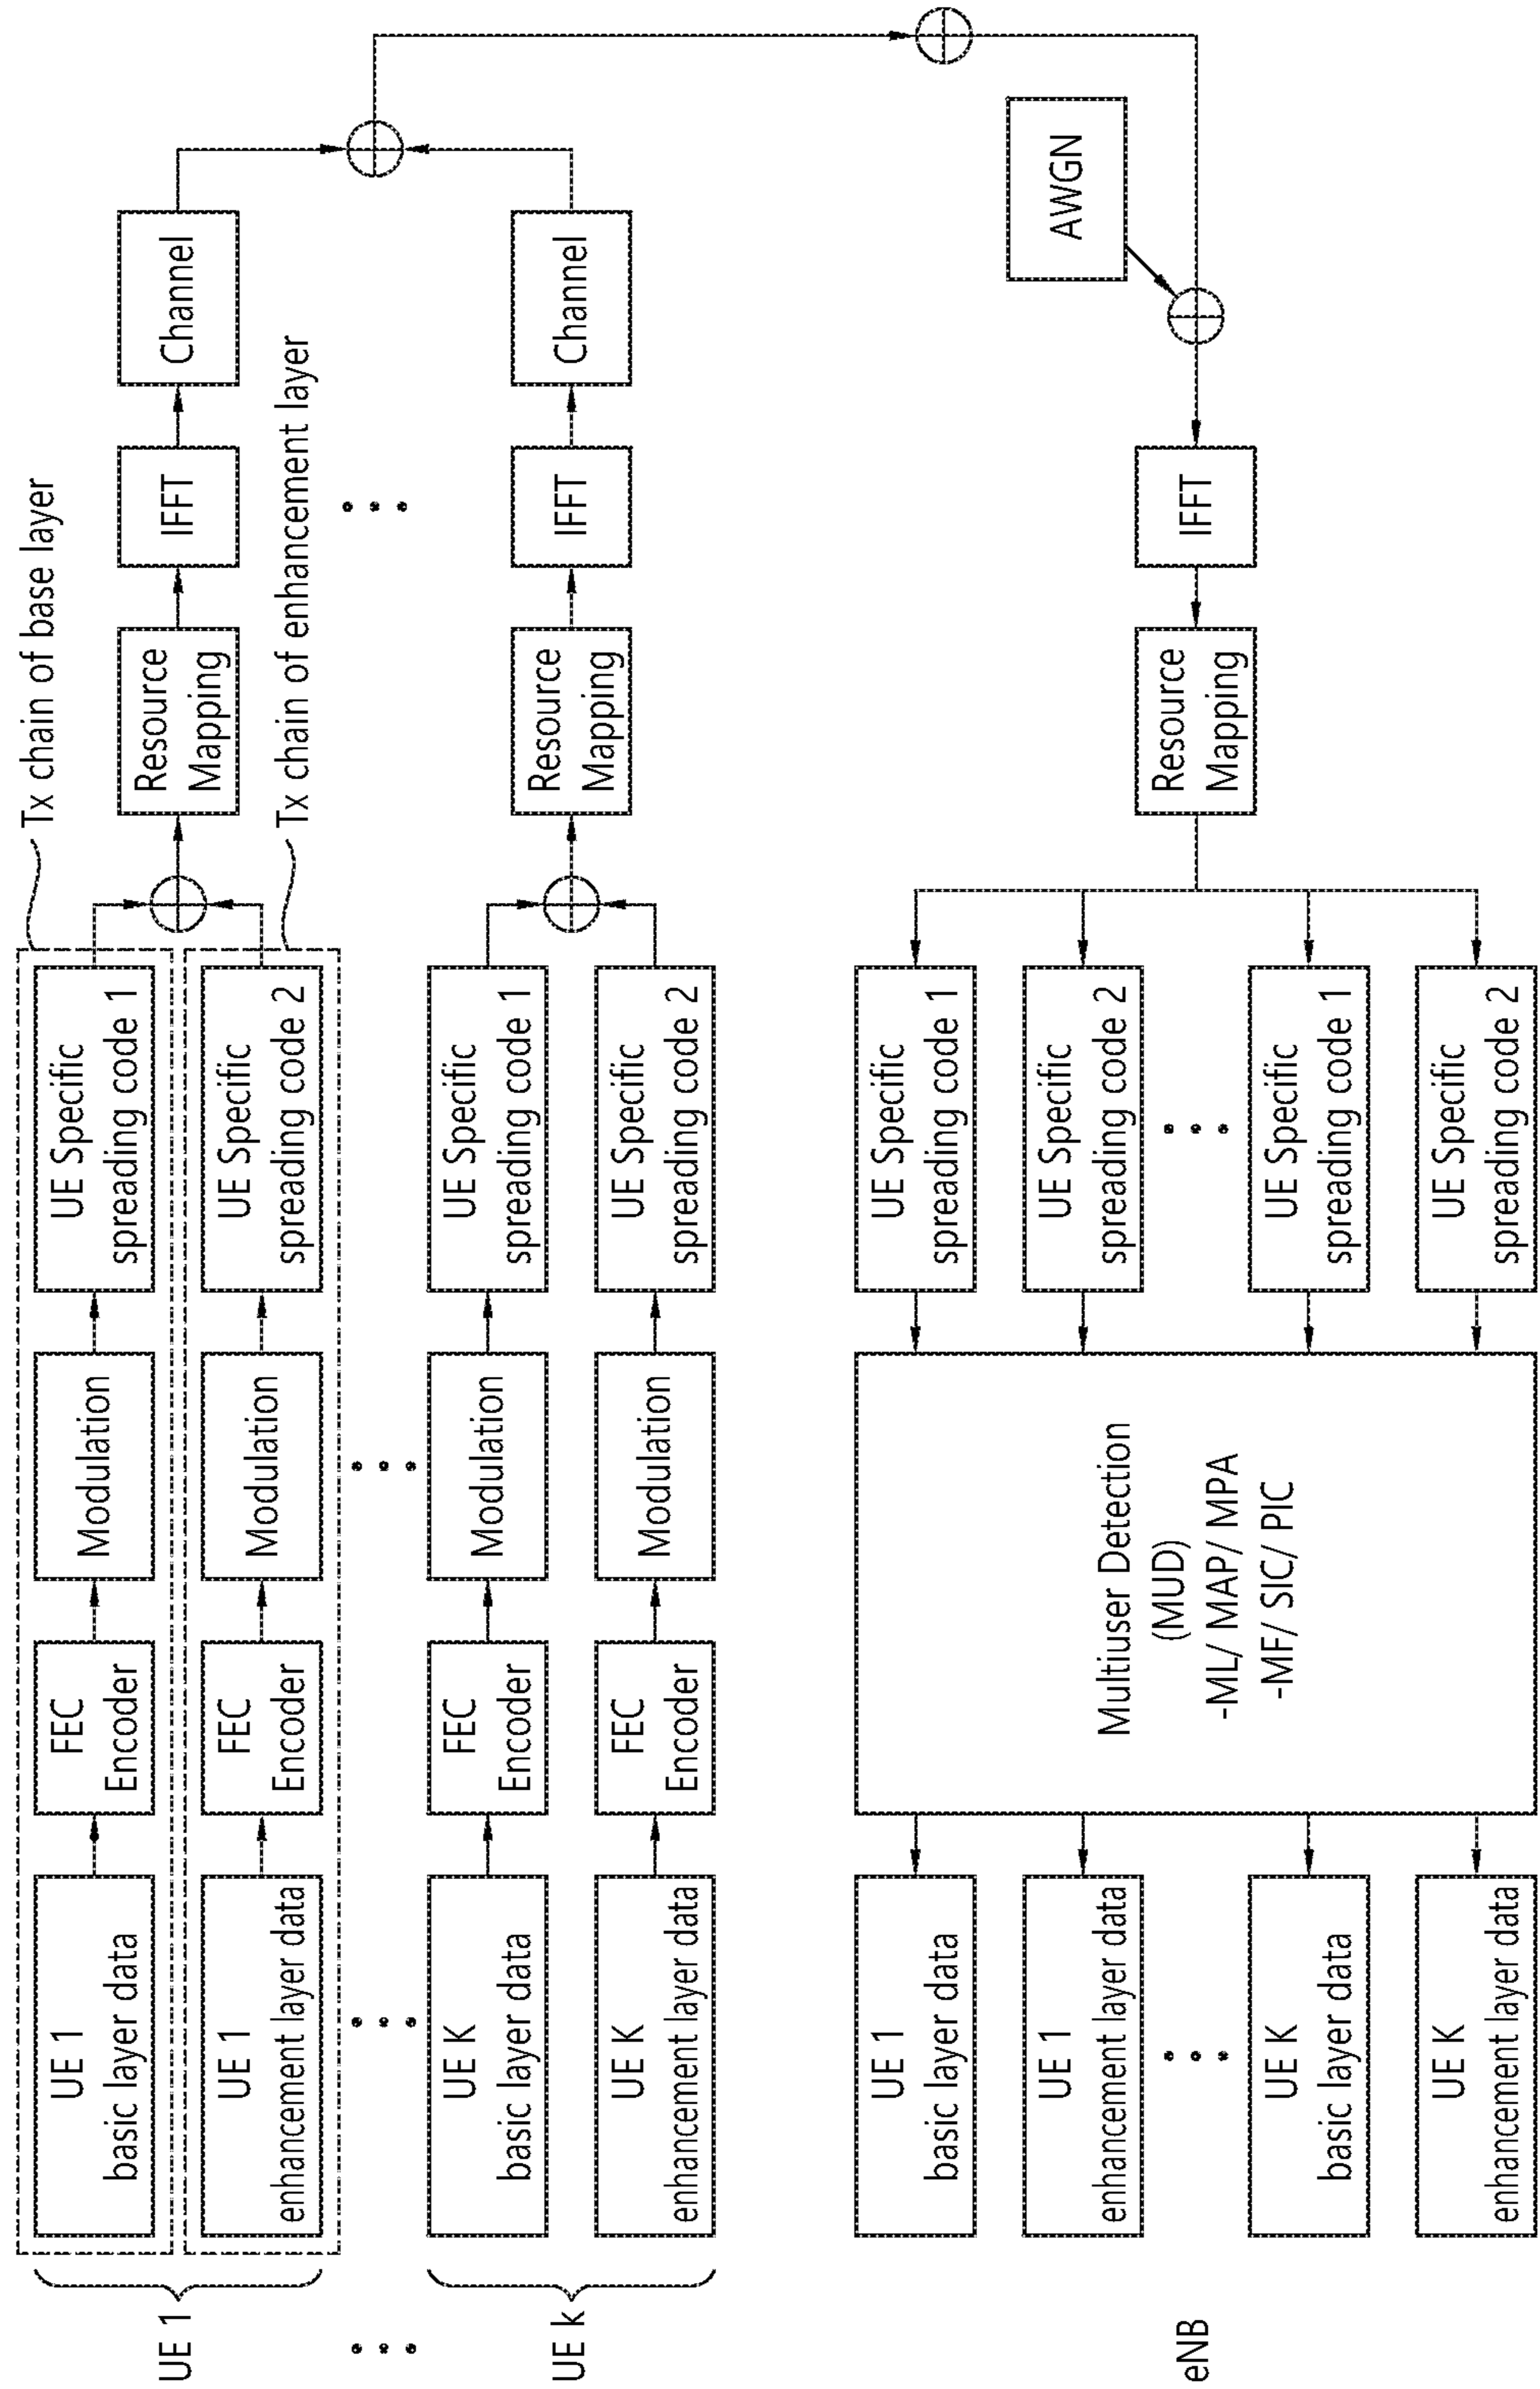 Tx chain of base layer
Tx chain of enhancement layer
UE 1
UE 1
basic layer data
FEC
Encoder
Modulation
UE Specific
spreading code 1
Resource
Mapping
IFFT
Channel
UE 1
enhancement layer data
FEC
Encoder
Modulation
UE Specific
spreading code 2
UE k
UE K
basic layer data
FEC
Encoder
Modulation
UE Specific
spreading code 1
Resource
Mapping
IFFT
Channel
UE K
enhancement layer data
FEC
Encoder
Modulation
UE Specific
spreading code 2
eNB
UE 1
basic layer data
UE 1
enhancement layer data
UE K
basic layer data
UE K
enhancement layer data
Multiuser Detection
(MUD)
-ML/ MAP/ MPA
-MF/ SIC/ PIC
UE Specific
spreading code 1
UE Specific
spreading code 2
UE Specific
spreading code 1
UE Specific
spreading code 2
Resource
Mapping
IFFT
AWGN